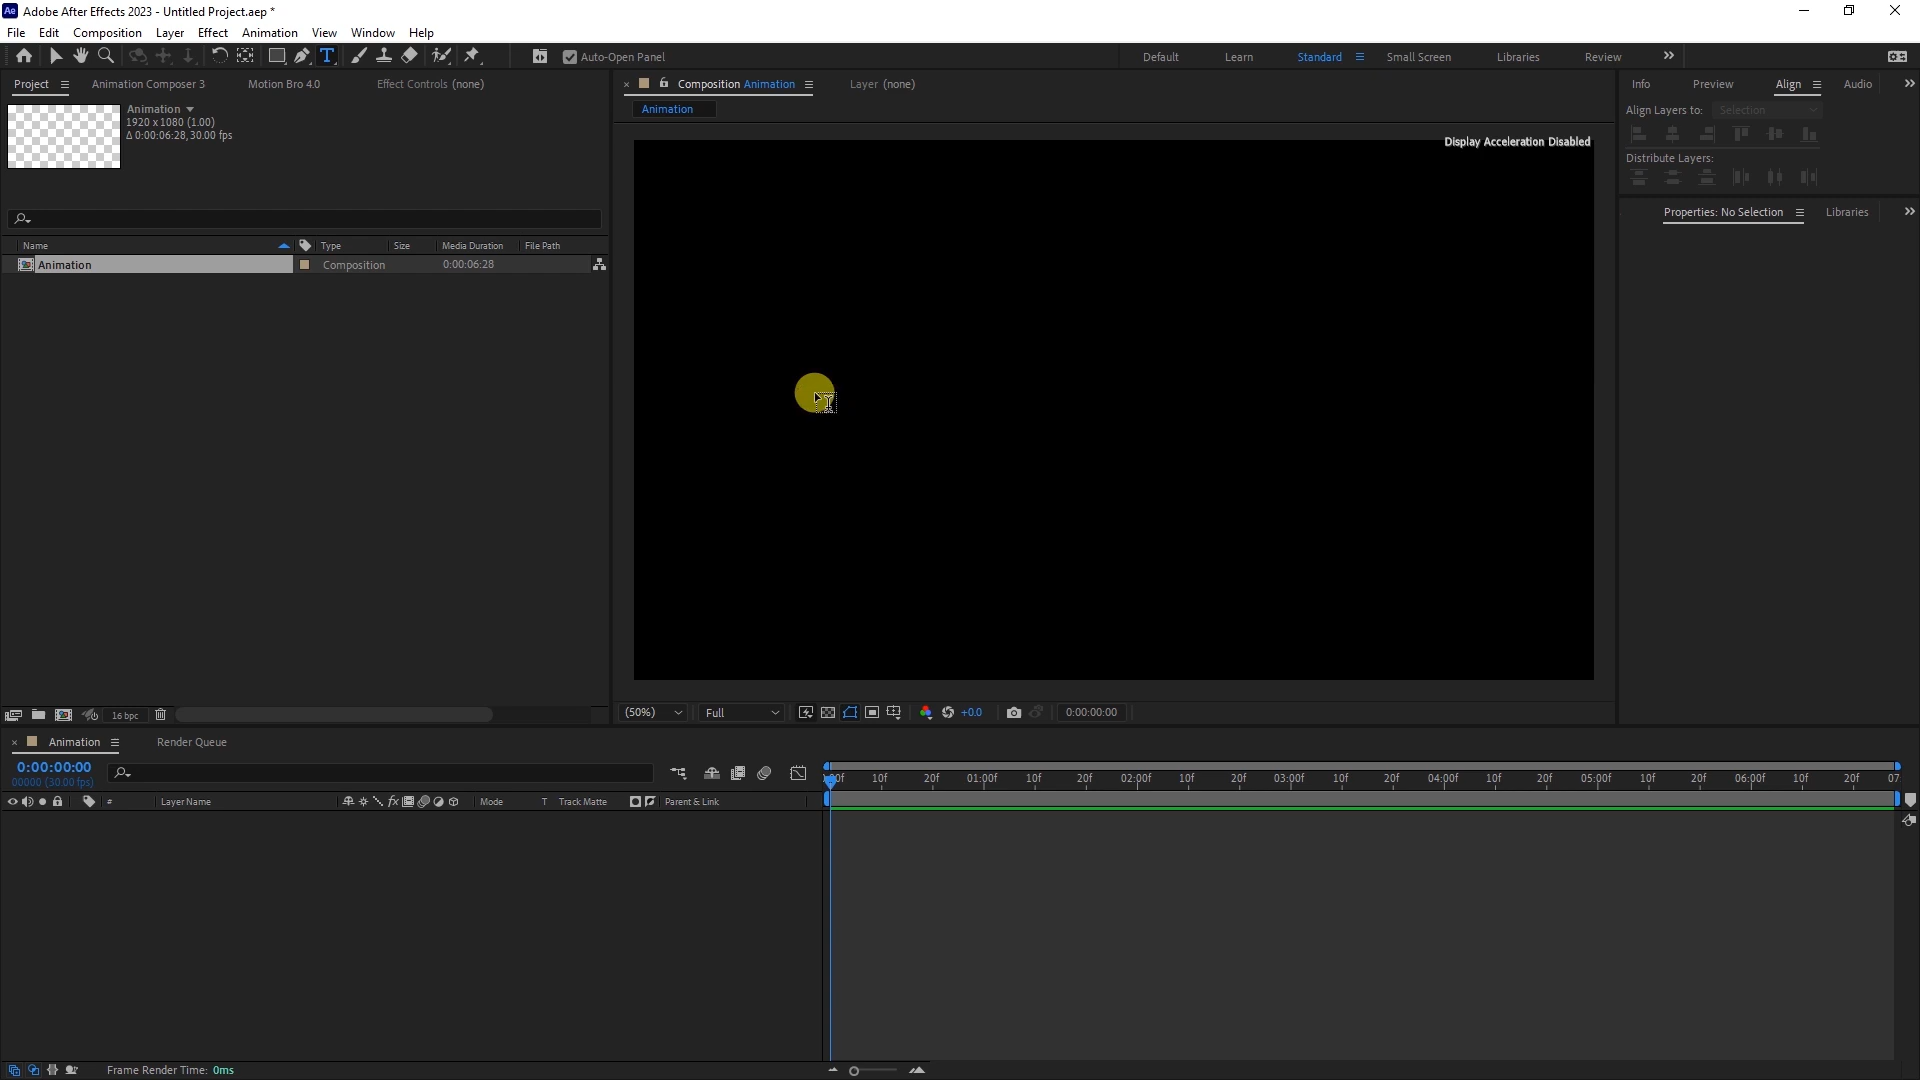 Ae Adobe After Effects 2023 - Untitled Project.aep *
File Edit Composition Layer Effect Animation View Window Help
T Auto-Open Panel Default Learn Standard Small Screen Libraries Review
Project Animation Composer 3 Motion Bro 4.0 Effect Controls (none)
Composition Animation Layer (none)
Info Preview Align Audio
Animation
1920 x 1080 (1.00)
Δ 0:00:06:28, 30.00 fps
Animation
Display Acceleration Disabled
Align Layers to: Selection
Distribute Layers:
Properties: No Selection Libraries
Name Type Size Media Duration File Path
Animation Composition 0:00:06:28
16 bpc
(50%) Full +0.0 0:00:00:00
Animation Render Queue
0:00:00:00
00000 (30.00 fps)
:00f 10f 20f 01:00f 10f 20f 02:00f 10f 20f 03:00f 10f 20f 04:00f 10f 20f 05:00f 10f 20f 06:00f 10f 20f 07
# Layer Name fx Mode T Track Matte Parent & Link
Frame Render Time: 0ms